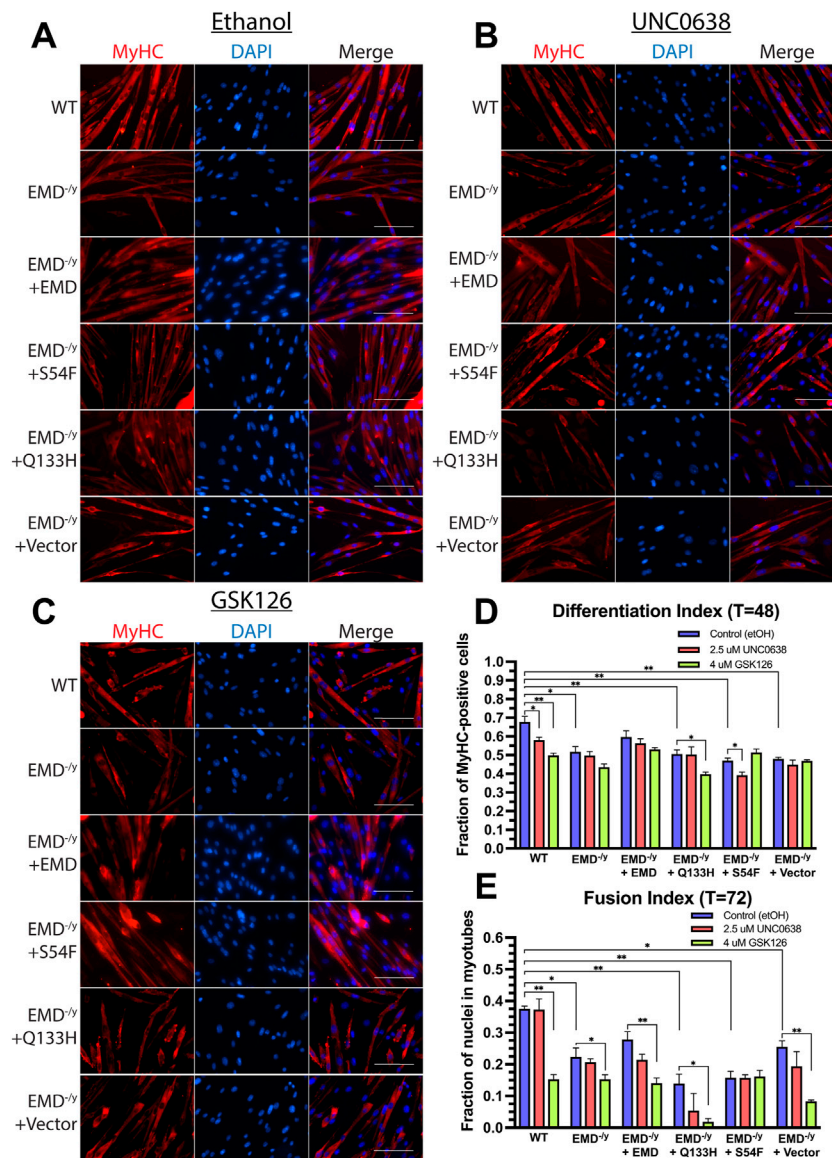 A
Ethanol
MyHC DAPI Merge
WT
EMD-/y
EMD-/y
+EMD
EMD-/y
+S54F
EMD-/y
+Q133H
EMD-/y
+Vector
B
UNC0638
MyHC DAPI Merge
WT
EMD-/y
EMD-/y
+EMD
EMD-/y
+S54F
EMD-/y
+Q133H
EMD-/y
+Vector
C
GSK126
MyHC DAPI Merge
WT
EMD-/y
EMD-/y
+EMD
EMD-/y
+S54F
EMD-/y
+Q133H
EMD-/y
+Vector
D
Differentiation Index (T=48)
Control (etOH)
2.5 uM UNC0638
4 uM GSK126
Fraction of MyHC-positive cells
1.0
0.9
0.8
0.7
0.6
0.5
0.4
0.3
0.2
0.1
0.0
**
**
*
**
*
*
*
WT EMD-/y EMD-/y EMD-/y EMD-/y EMD-/y
+ EMD + Q133H + S54F + Vector
E
Fusion Index (T=72)
Control (etOH)
2.5 uM UNC0638
4 uM GSK126
Fraction of nuclei in myotubes
0.6
0.5
0.4
0.3
0.2
0.1
0.0
*
**
**
*
**
*
**
*
**
WT EMD-/y EMD-/y EMD-/y EMD-/y EMD-/y
+ EMD + Q133H + S54F + Vector